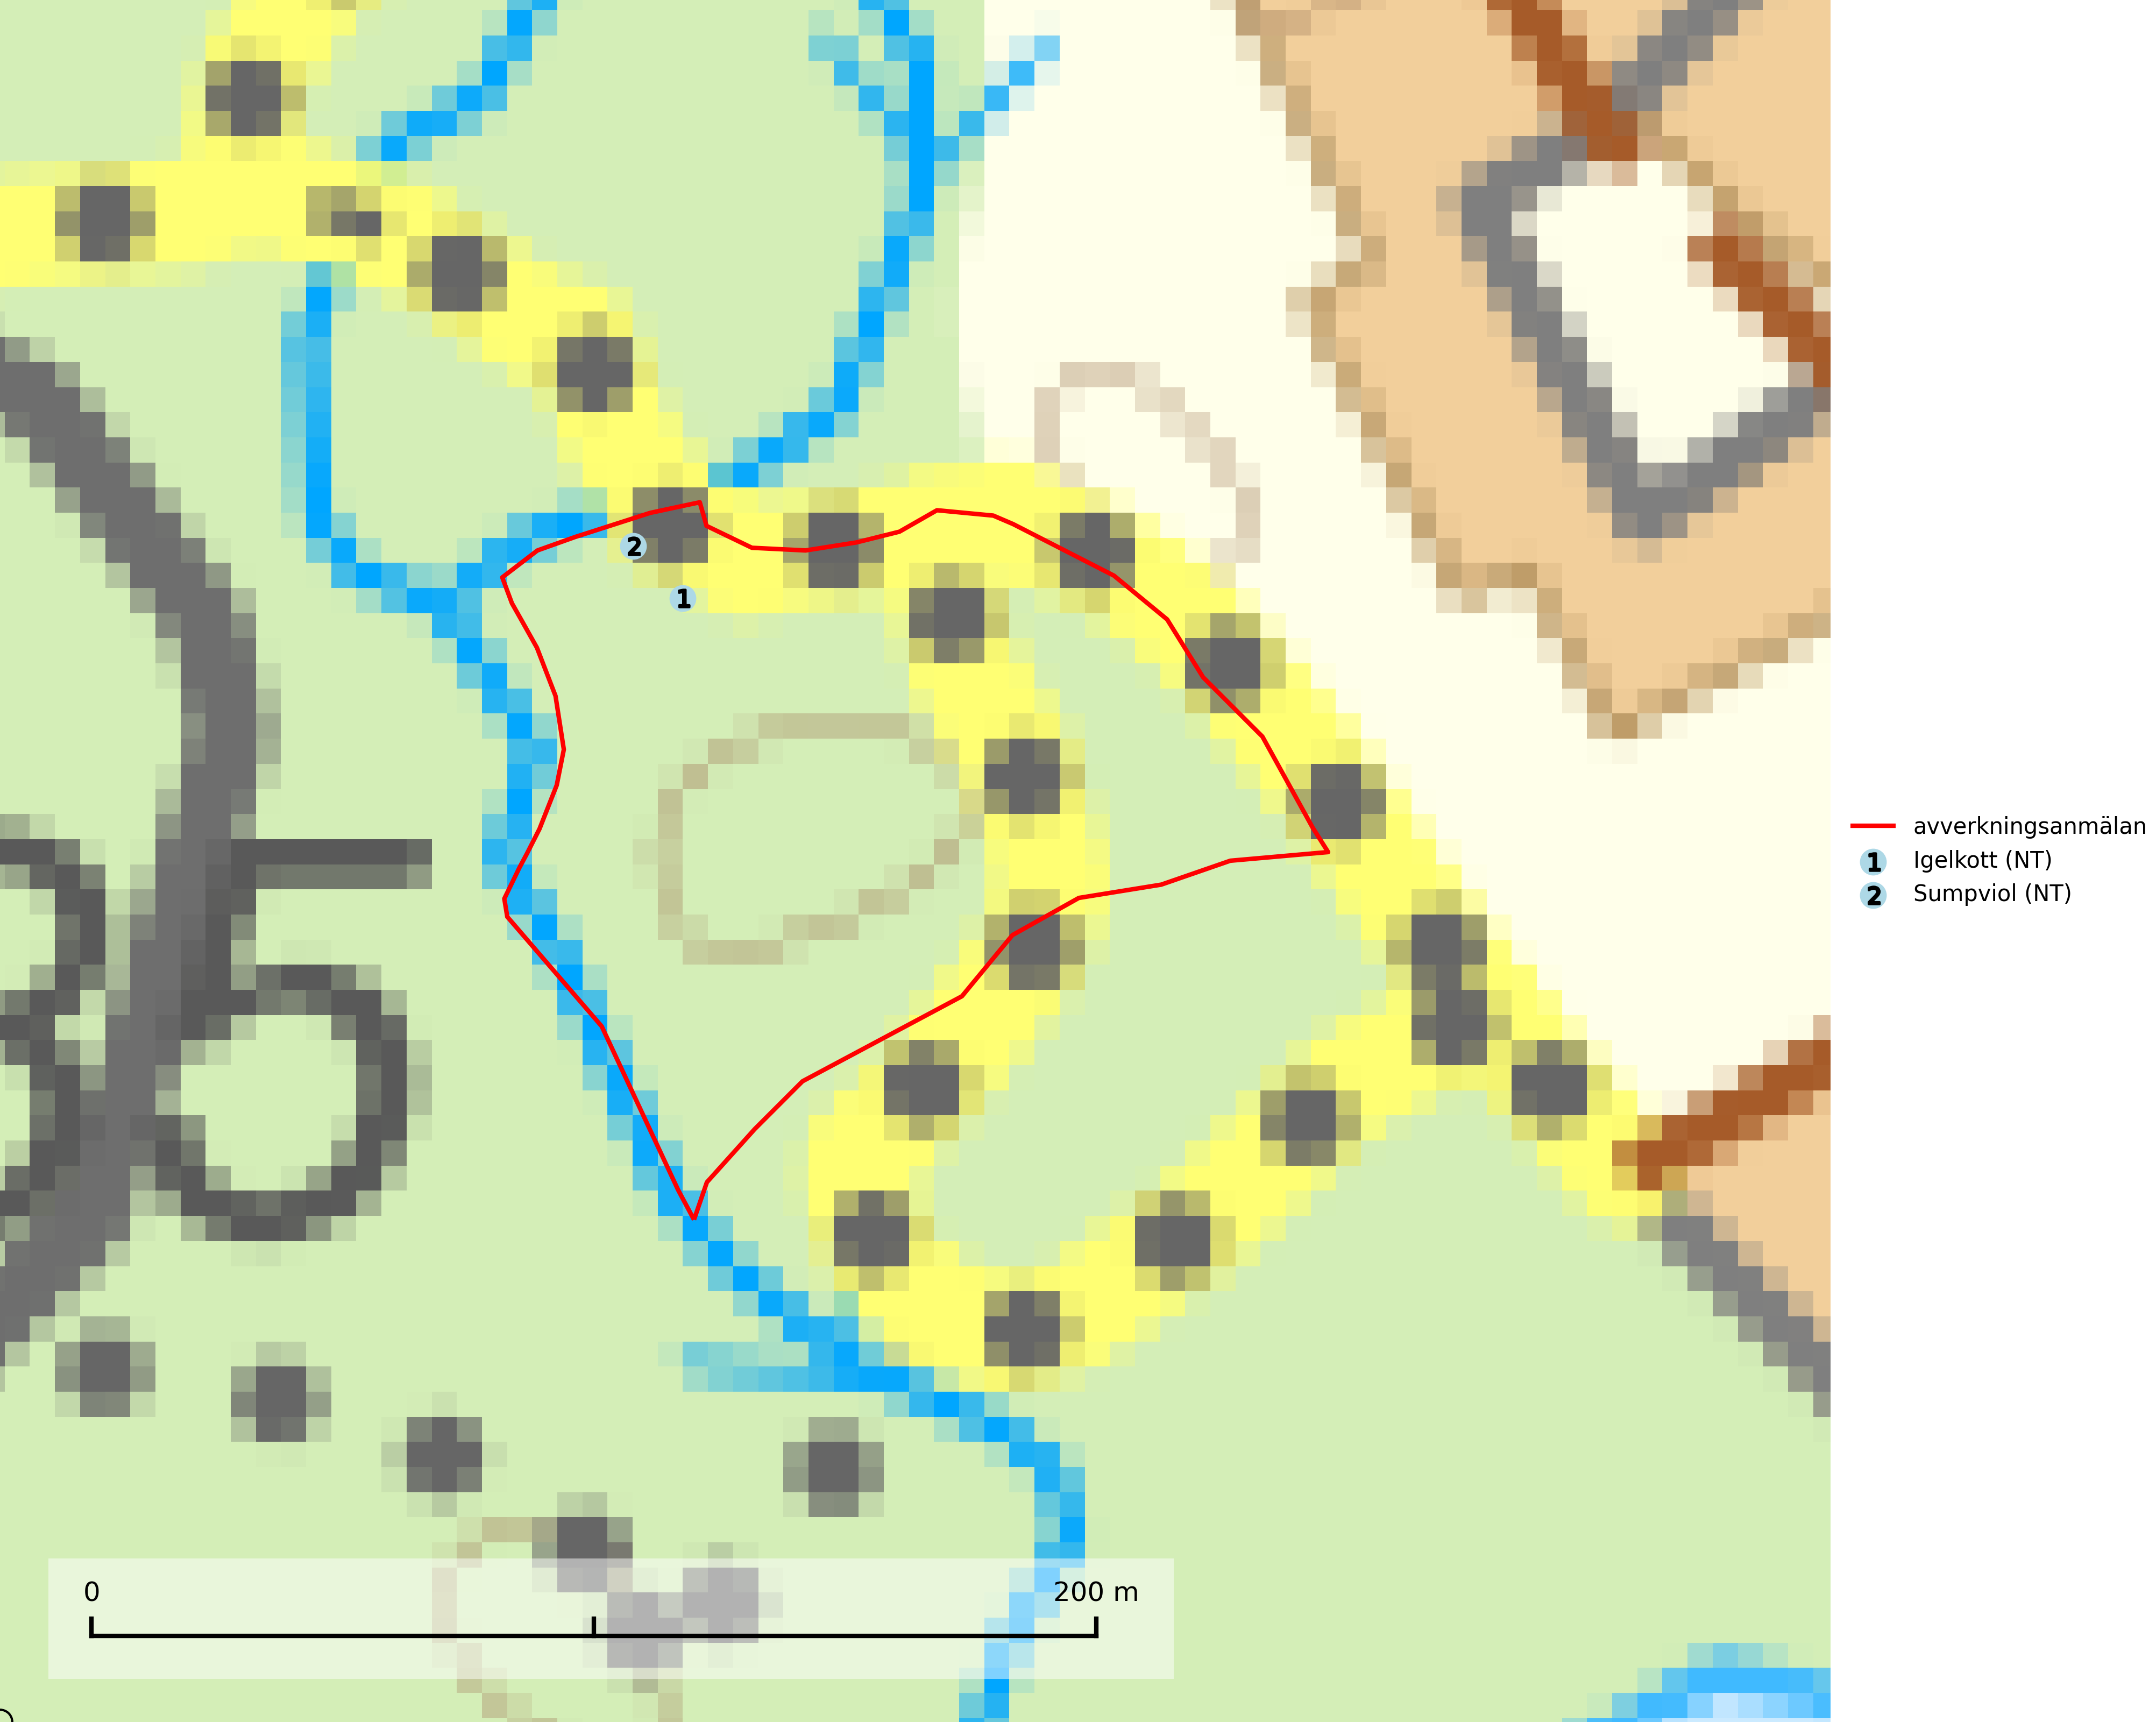 2
1
avverkningsanmälan
1 Igelkott (NT)
2 Sumpviol (NT)
0 200 m